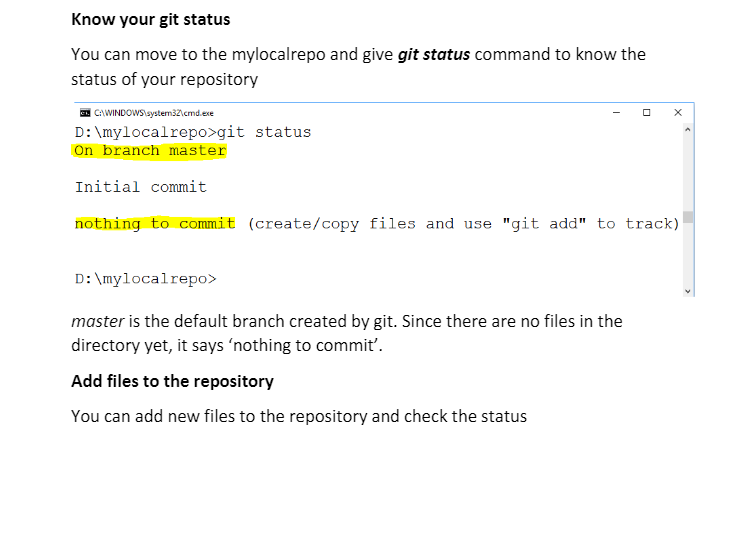 Know your git status
You can move to the mylocalrepo and give git status command to know the
status of your repository
C:\WINDOWS\system32\cmd.exe
D:\mylocalrepo>git status
On branch master
Initial commit
nothing to commit (create/copy files and use "git add" to track)
D:\mylocalrepo>
master is the default branch created by git. Since there are no files in the
directory yet, it says ‘nothing to commit’.
Add files to the repository
You can add new files to the repository and check the status